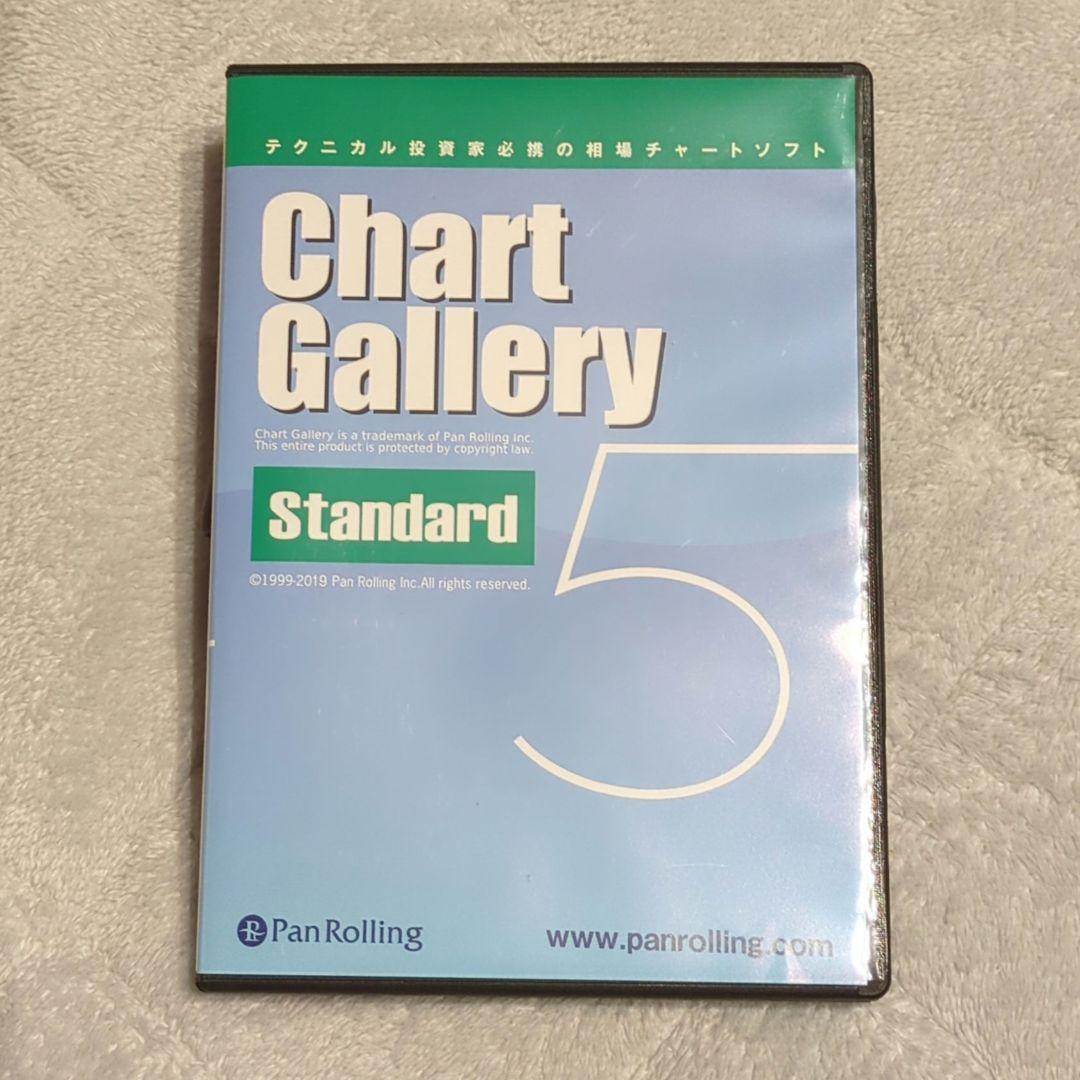 テクニカル投資家必携の相場チャートソフト
Chart
Gallery
Chart Gallery is a trademark of Pan Rolling Inc.
This entire product is protected by copyright law.
Standard
©1999-2019 Pan Rolling Inc.All rights reserved.
5
PanRolling
www.panrolling.com